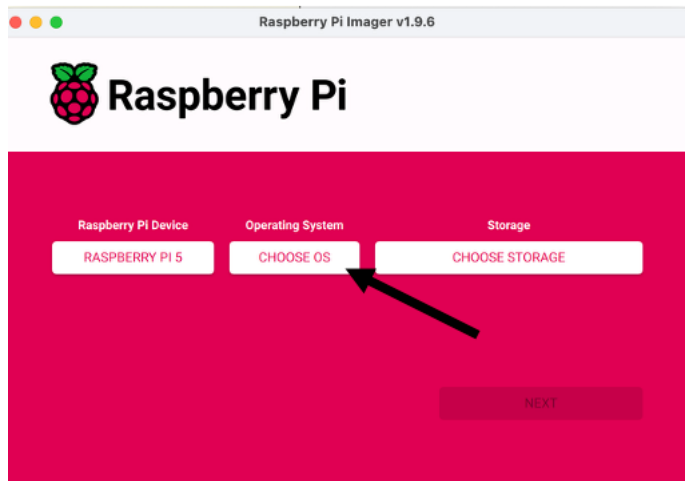 Raspberry Pi Imager v1.9.6
Raspberry Pi
Raspberry Pi Device
Operating System
Storage
RASPBERRY PI 5
CHOOSE OS
CHOOSE STORAGE
NEXT